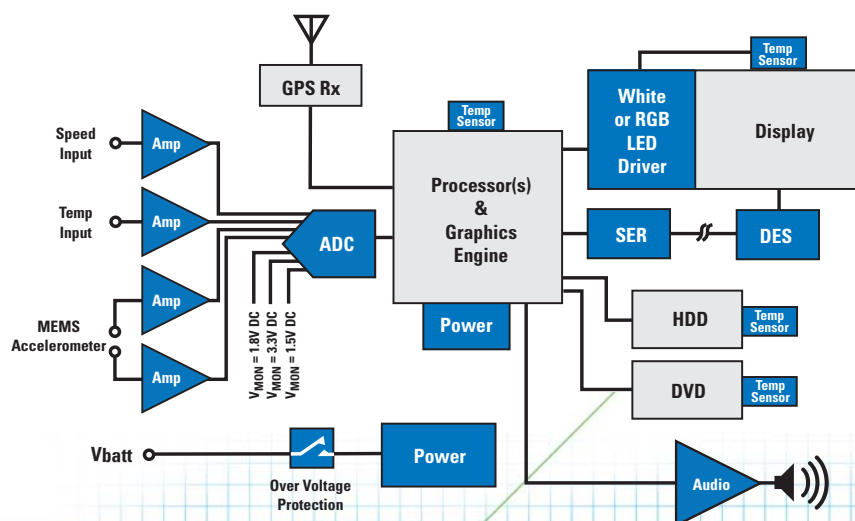 Temp
Sensor
GPS Rx
White
or RGB
LED
Driver
Display
Temp
Sensor
Speed
Input
Amp
Processor(s)
&
Graphics
Engine
Temp
Input
Amp
ADC
SER
DES
MEMS
Accelerometer
Amp
Amp
VMON = 1.8V DC
VMON = 3.3V DC
VMON = 1.5V DC
Power
HDD
Temp
Sensor
DVD
Temp
Sensor
Vbatt
Over Voltage
Protection
Power
Audio